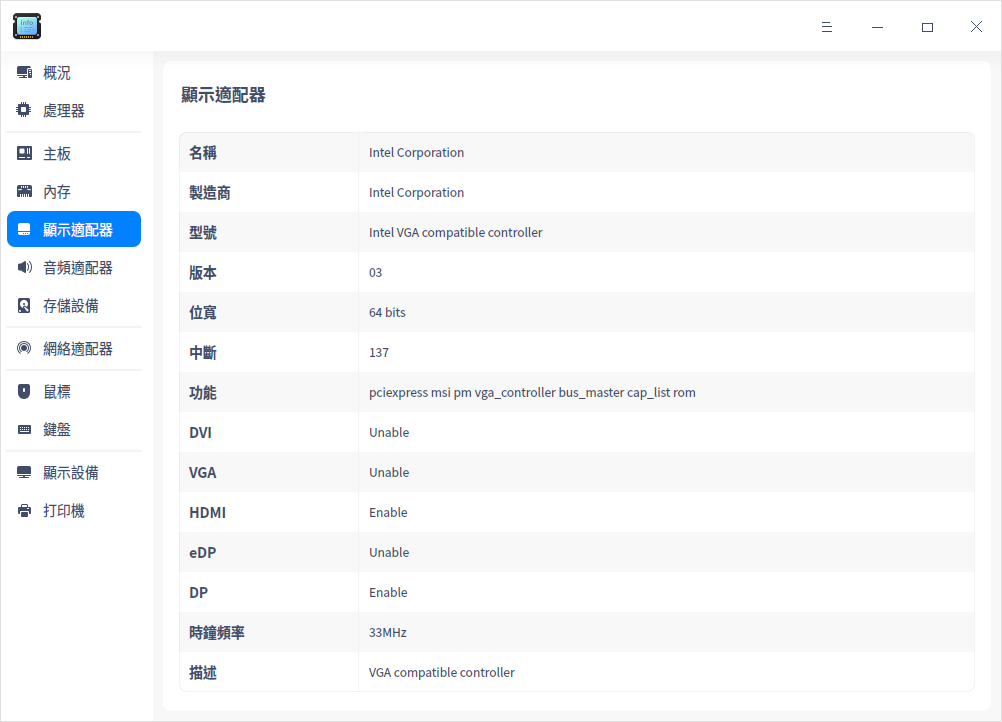 info
概況
處理器
主板
內存
顯示適配器
音頻適配器
存儲設備
網絡適配器
鼠標
鍵盤
顯示設備
打印機
顯示適配器
名稱 Intel Corporation
製造商 Intel Corporation
型號 Intel VGA compatible controller
版本 03
位寬 64 bits
中斷 137
功能 pciexpress msi pm vga_controller bus_master cap_list rom
DVI Unable
VGA Unable
HDMI Enable
eDP Unable
DP Enable
時鐘頻率 33MHz
描述 VGA compatible controller